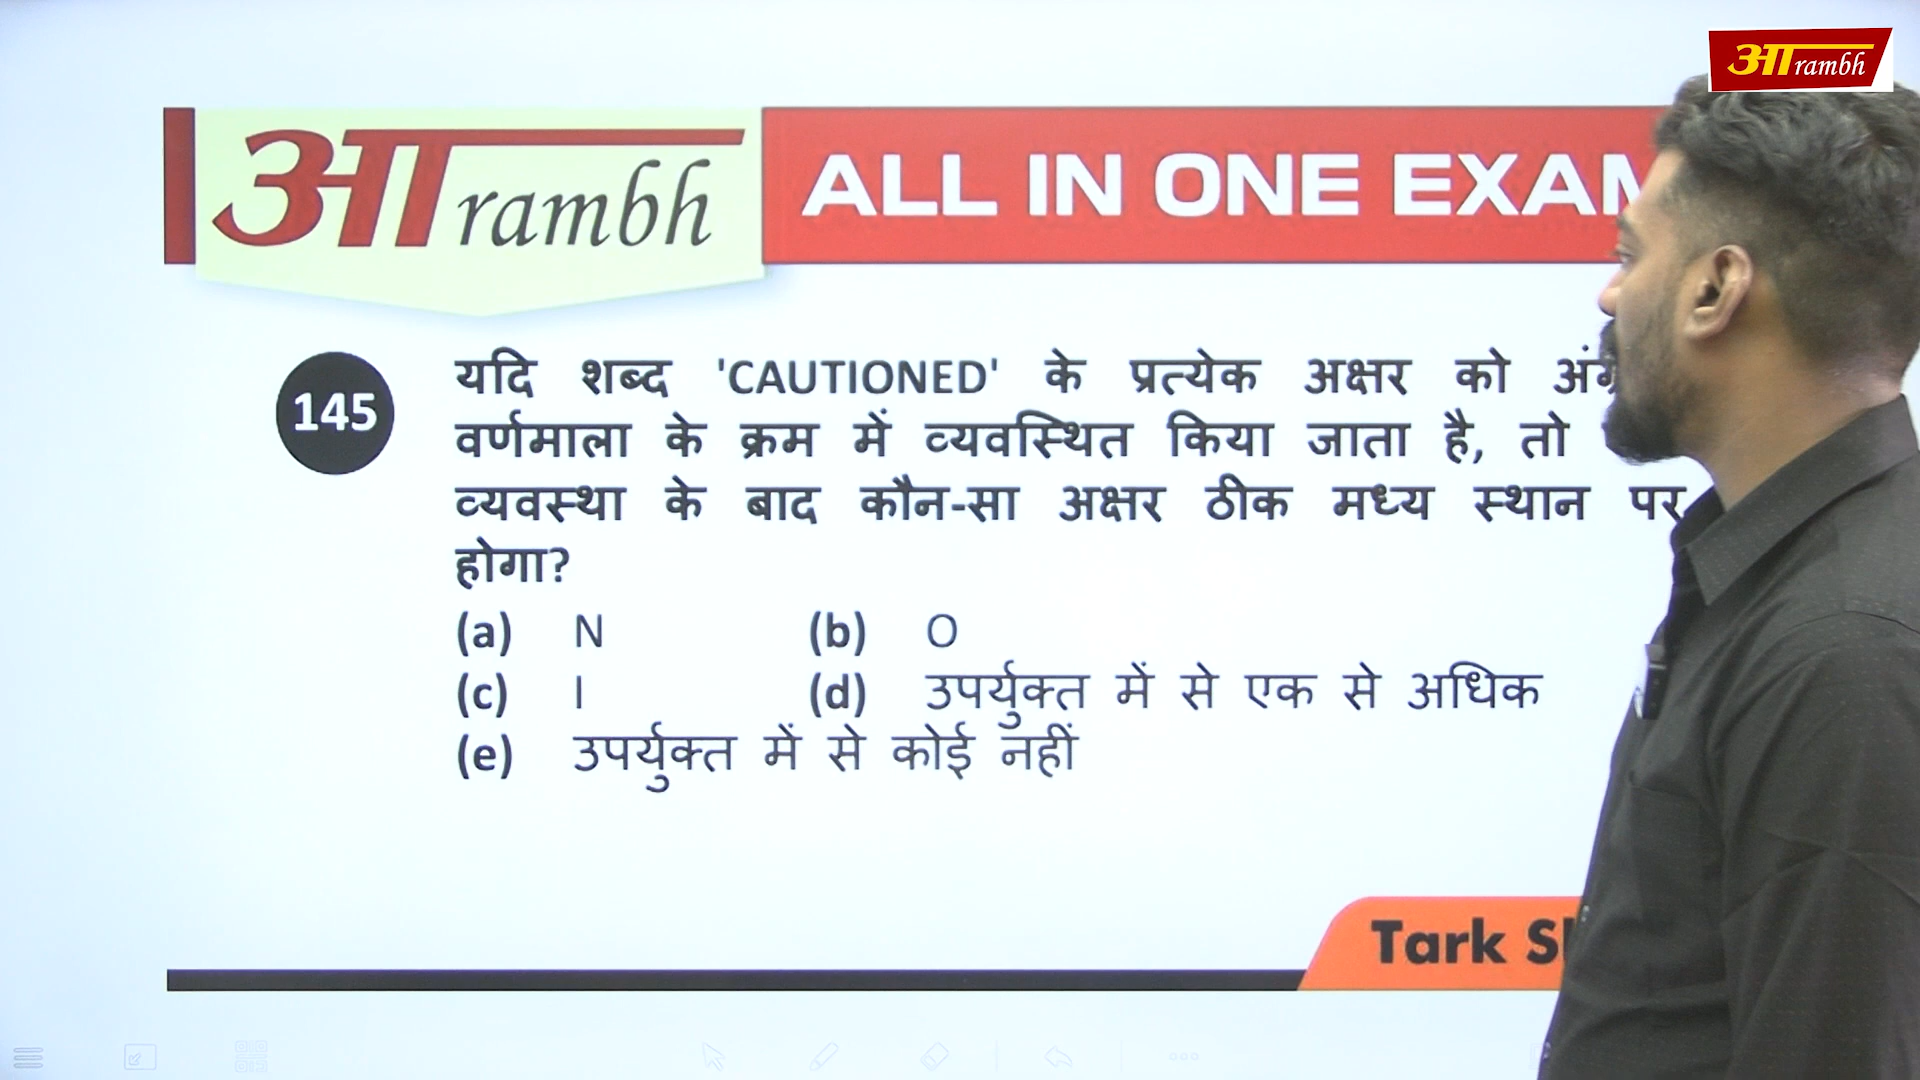 आrambh
आrambh ALL IN ONE EXAM
145
यदि शब्द 'CAUTIONED' के प्रत्येक अक्षर को
वर्णमाला के क्रम में व्यवस्थित किया जाता है, तो
व्यवस्था के बाद कौन-सा अक्षर ठीक मध्य स्थान पर
होगा?
(a) N (b) O
(c) I (d) उपर्युक्त में से एक से अधिक
(e) उपर्युक्त में से कोई नहीं
Tark